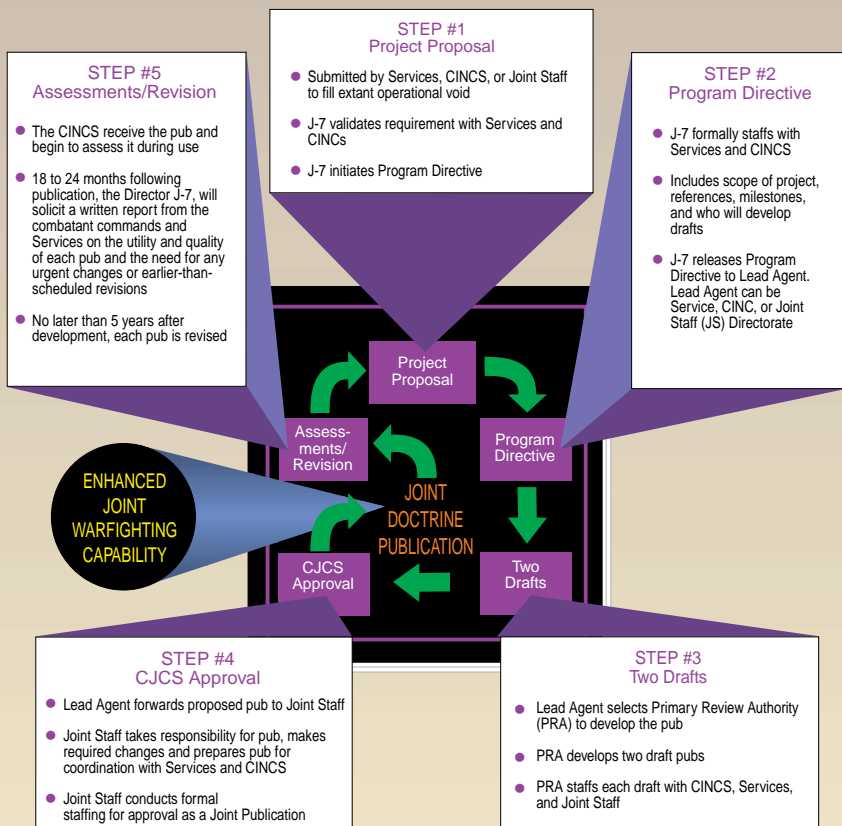 STEP #1
Project Proposal
Submitted by Services, CINCS, or Joint Staff
to fill extant operational void
J-7 validates requirement with Services and
CINCs
J-7 initiates Program Directive
STEP #2
Program Directive
J-7 formally staffs with
Services and CINCS
Includes scope of project,
references, milestones,
and who will develop
drafts
J-7 releases Program
Directive to Lead Agent.
Lead Agent can be
Service, CINC, or Joint
Staff (JS) Directorate
STEP #3
Two Drafts
Lead Agent selects Primary Review Authority
(PRA) to develop the pub
PRA develops two draft pubs
PRA staffs each draft with CINCS, Services,
and Joint Staff
STEP #4
CJCS Approval
Lead Agent forwards proposed pub to Joint Staff
Joint Staff takes responsibility for pub, makes
required changes and prepares pub for
coordination with Services and CINCS
Joint Staff conducts formal
staffing for approval as a Joint Publication
STEP #5
Assessments/Revision
The CINCS receive the pub and
begin to assess it during use
18 to 24 months following
publication, the Director J-7, will
solicit a written report from the
combatant commands and
Services on the utility and quality
of each pub and the need for any
urgent changes or earlier-than-
scheduled revisions
No later than 5 years after
development, each pub is revised
Project
Proposal
Program
Directive
Two
Drafts
CJCS
Approval
Assess-
ments/
Revision
JOINT
DOCTRINE
PUBLICATION
ENHANCED
JOINT
WARFIGHTING
CAPABILITY